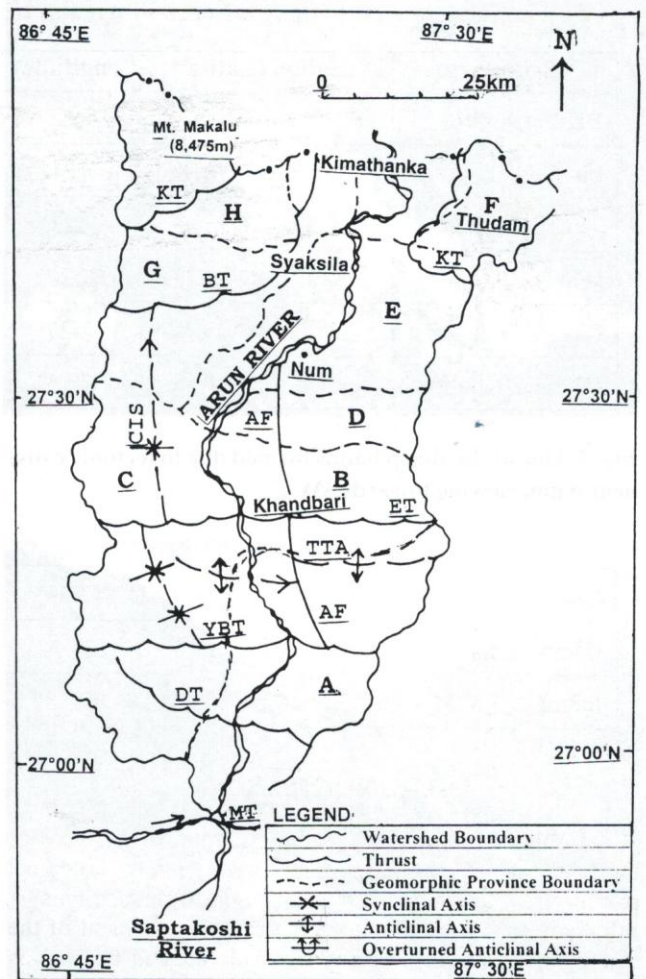 86° 45'E
87° 30'E
N
0 25km
Mt. Makalu
(8,475m)
Kimathanka
KT
H
F
Thudam
Syaksila
KT
G
BT
E
ARUN RIVER
Num
27°30'N
27°30'N
CIS
AF
D
C
B
Khandbari
ET
TTA
YBT
AF
A
DT
27°00'N
27°00'N
MT
LEGEND
Watershed Boundary
Thrust
Geomorphic Province Boundary
Synclinal Axis
Anticlinal Axis
Overturned Anticlinal Axis
Saptakoshi
River
86° 45'E
87° 30'E